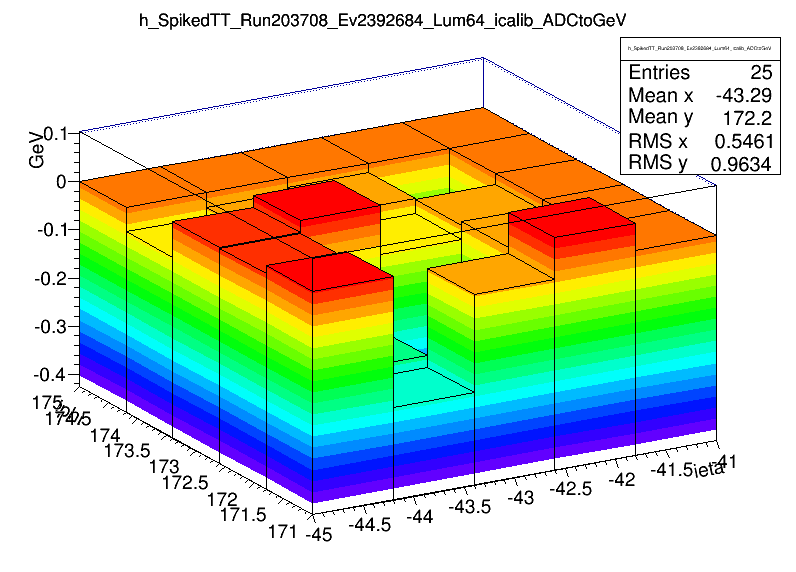 h_SpikedTT_Run203708_Ev2392684_Lum64_icalib_ADCtoGeV
h_SpikedTT_Run203708_Ev2392684_Lum64_icalib_ADCtoGeV
Entries 25
Mean x -43.29
Mean y 172.2
RMS x 0.5461
RMS y 0.9634
GeV
0.1
0
-0.1
-0.2
-0.3
-0.4
175
174.5
174
173.5
173
172.5
172
171.5
171
-45
-44.5
-44
-43.5
-43
-42.5
-42
-41.5
-41
ieta